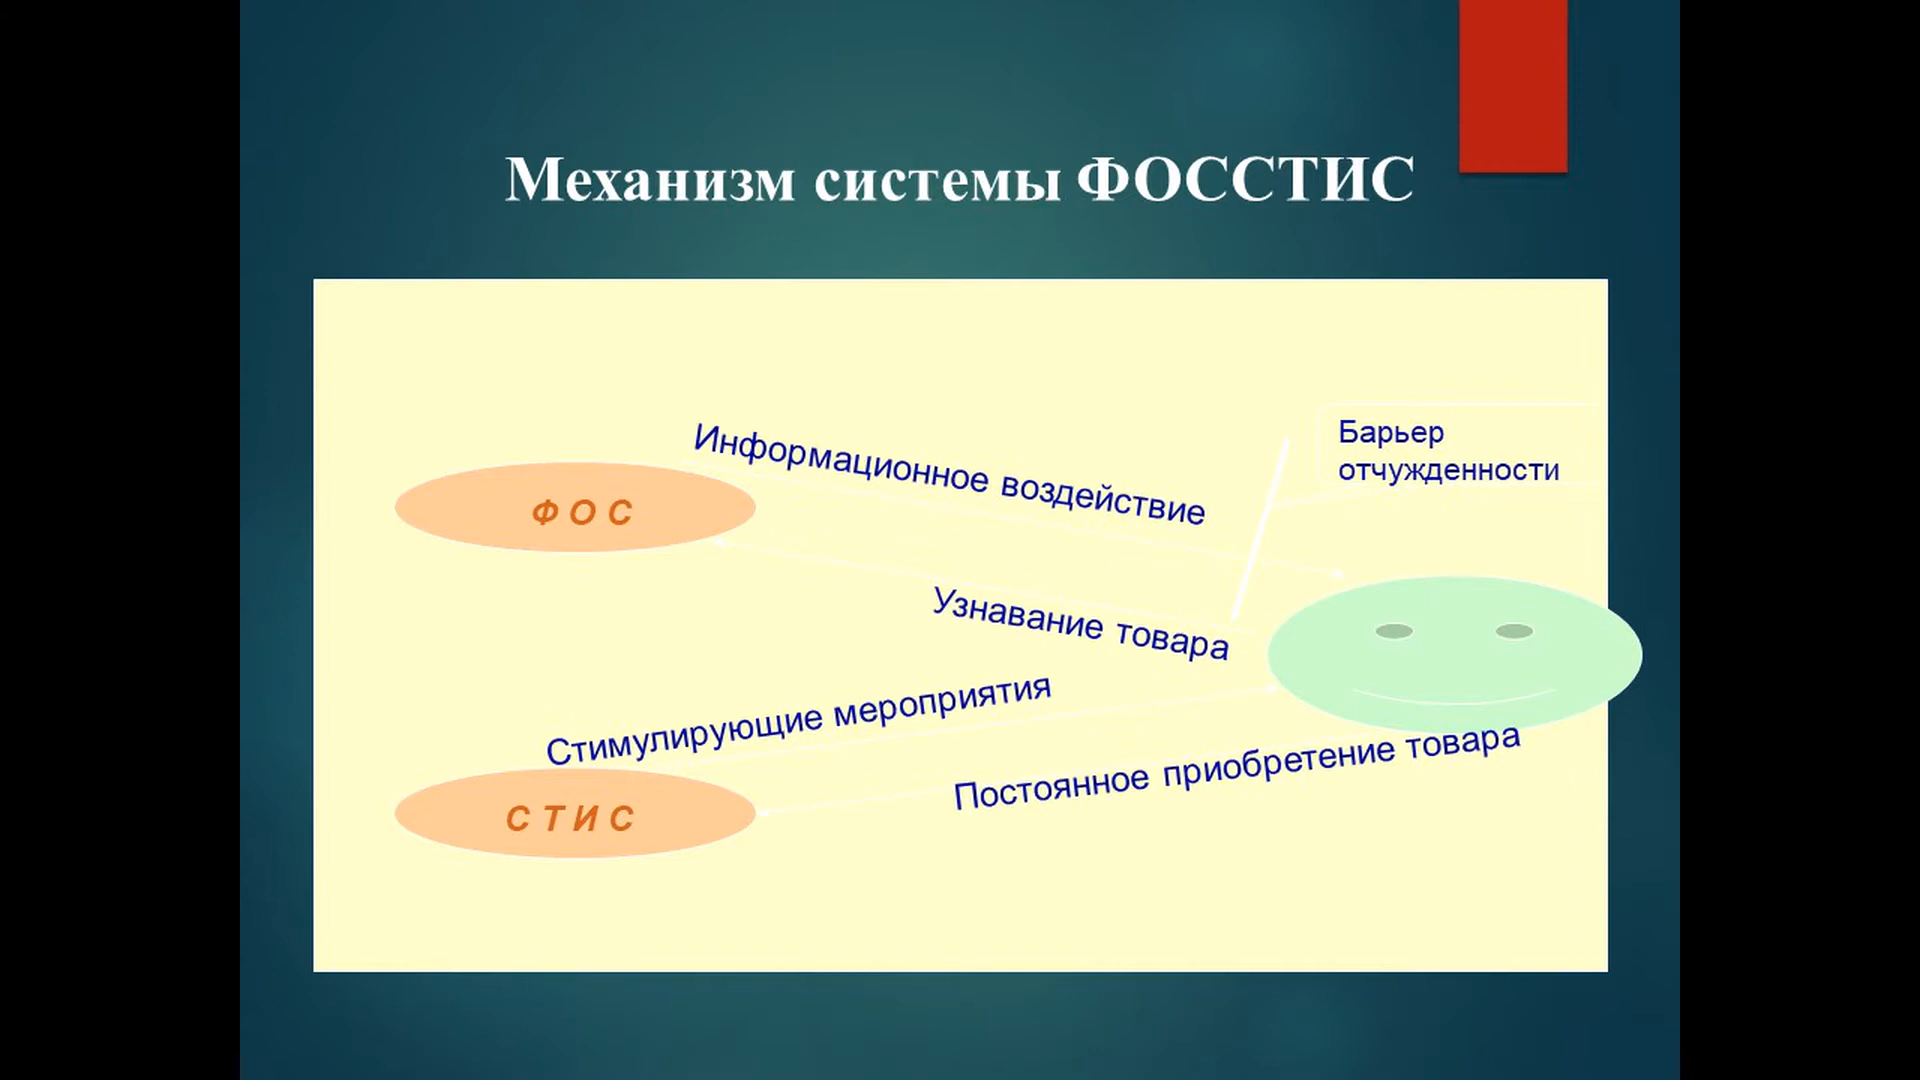 Механизм системы ФОССТИС
Информационное воздействие
Барьер
отчужденности
Ф О С
Узнавание товара
Стимулирующие мероприятия
Постоянное приобретение товара
С Т И С